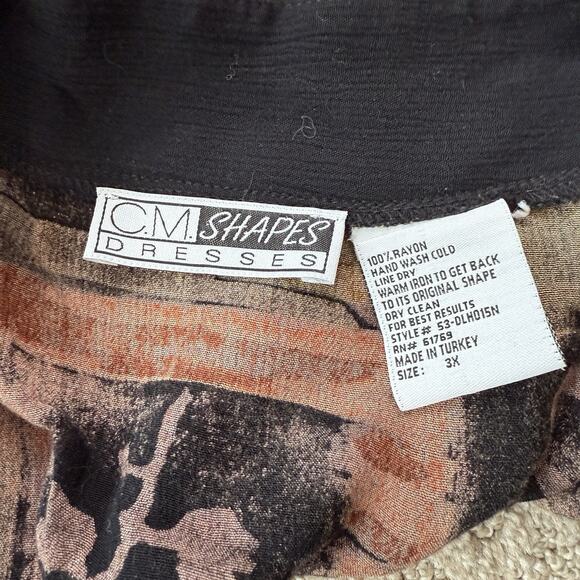 C.M. SHAPES
DRESSES
100% RAYON
HAND WASH COLD
LINE DRY
WARM IRON TO GET BACK
TO ITS ORIGINAL SHAPE
DRY CLEAN
FOR BEST RESULTS
STYLE# S3-DLH015N
RN# 61769
MADE IN TURKEY
SIZE: 3X